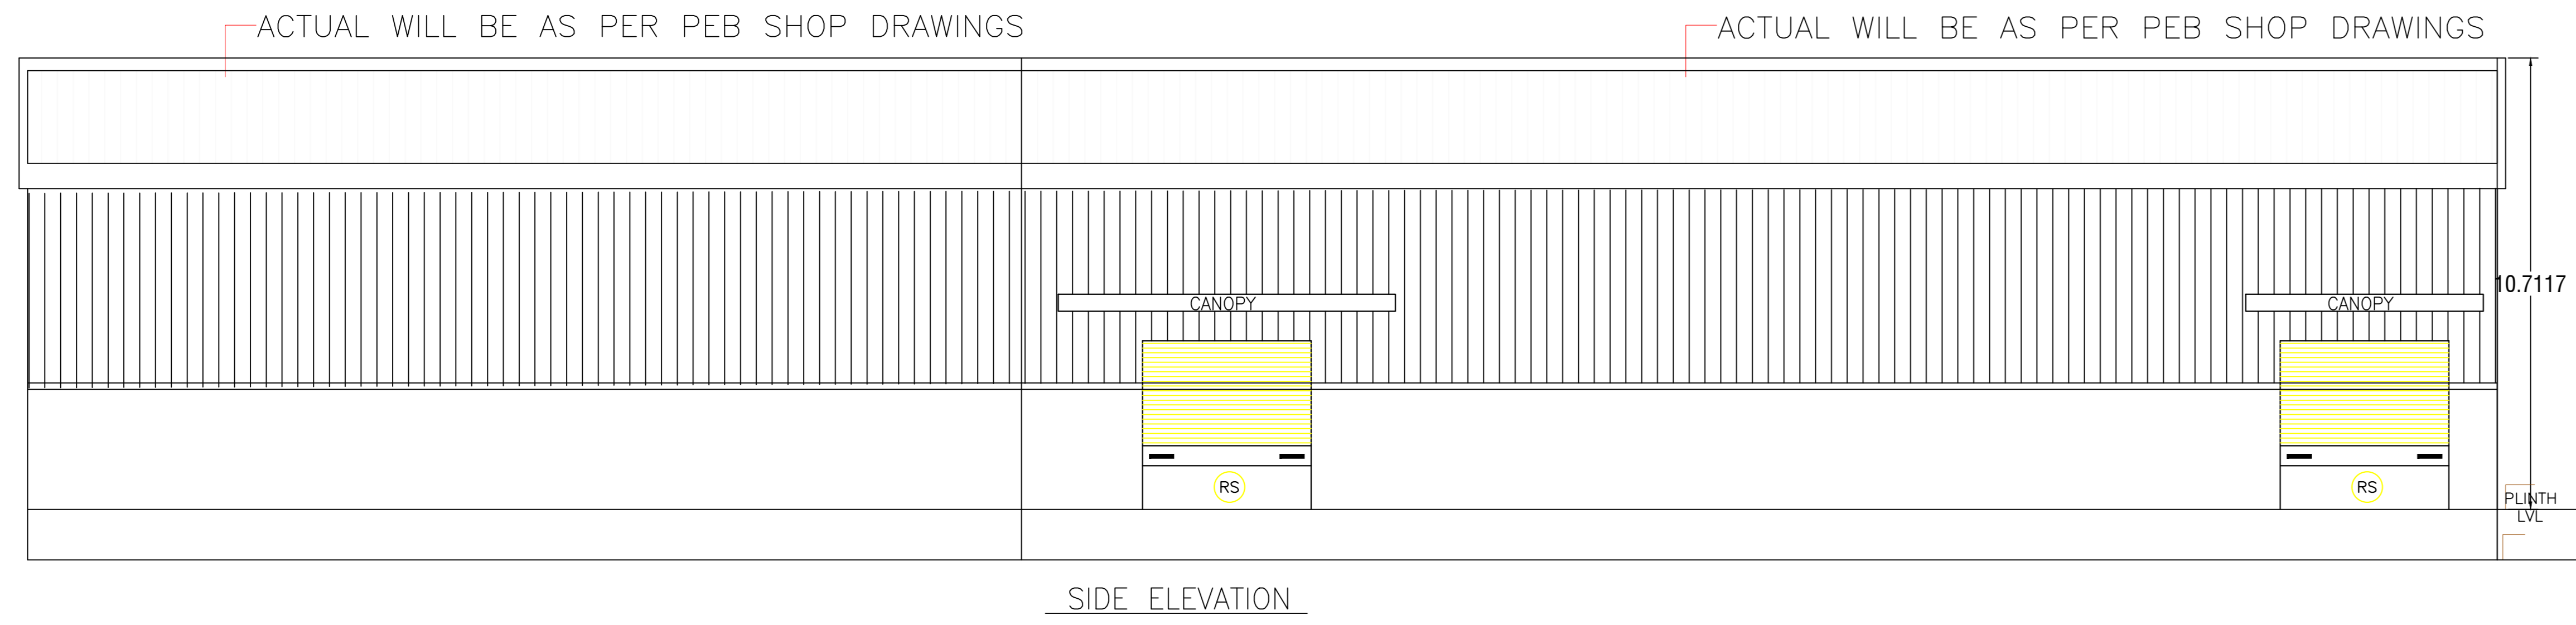 ACTUAL WILL BE AS PER PEB SHOP DRAWINGS
ACTUAL WILL BE AS PER PEB SHOP DRAWINGS
10.7117
CANOPY
CANOPY
RS
RS
PLINTH
LVL
SIDE ELEVATION